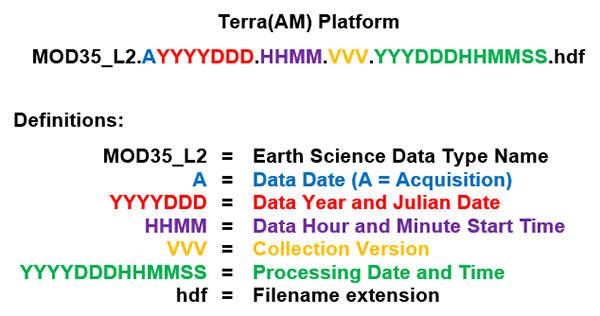 Terra(AM) Platform
MOD35_L2.AYYYYDDD.HHMM.VVV.YYYDDDHHMMSS.hdf
Definitions:
MOD35_L2 = Earth Science Data Type Name
A = Data Date (A = Acquisition)
YYYYDDD = Data Year and Julian Date
HHMM = Data Hour and Minute Start Time
VVV = Collection Version
YYYYDDDHHMMSS = Processing Date and Time
hdf = Filename extension